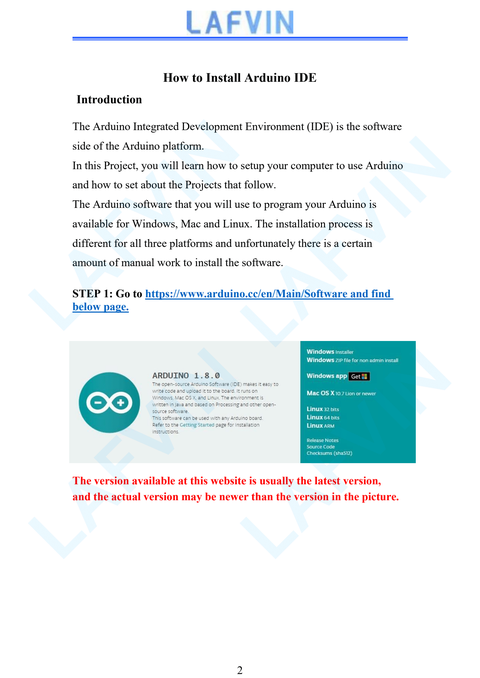 LAFVIN
How to Install Arduino IDE
Introduction
The Arduino Integrated Development Environment (IDE) is the software
side of the Arduino platform.
In this Project, you will learn how to setup your computer to use Arduino
and how to set about the Projects that follow.
The Arduino software that you will use to program your Arduino is
available for Windows, Mac and Linux. The installation process is
different for all three platforms and unfortunately there is a certain
amount of manual work to install the software.
STEP 1: Go to https://www.arduino.cc/en/Main/Software and find
below page.
ARDUINO 1.8.0
The open-source Arduino Software (IDE) makes it easy to
write code and upload it to the board. It runs on
Windows, Mac OS X, and Linux. The environment is
written in Java and based on Processing and other open-
source software.
This software can be used with any Arduino board.
Refer to the Getting Started page for Installation
instructions.
Windows Installer
Windows ZIP file for non admin install
Windows app Get
Mac OS X 10.7 Lion or newer
Linux 32 bits
Linux 64 bits
Linux ARM
Release Notes
Source Code
Checksums (sha512)
The version available at this website is usually the latest version,
and the actual version may be newer than the version in the picture.
2
LAFVIN
LAFVIN
LAFVIN
LAFVIN